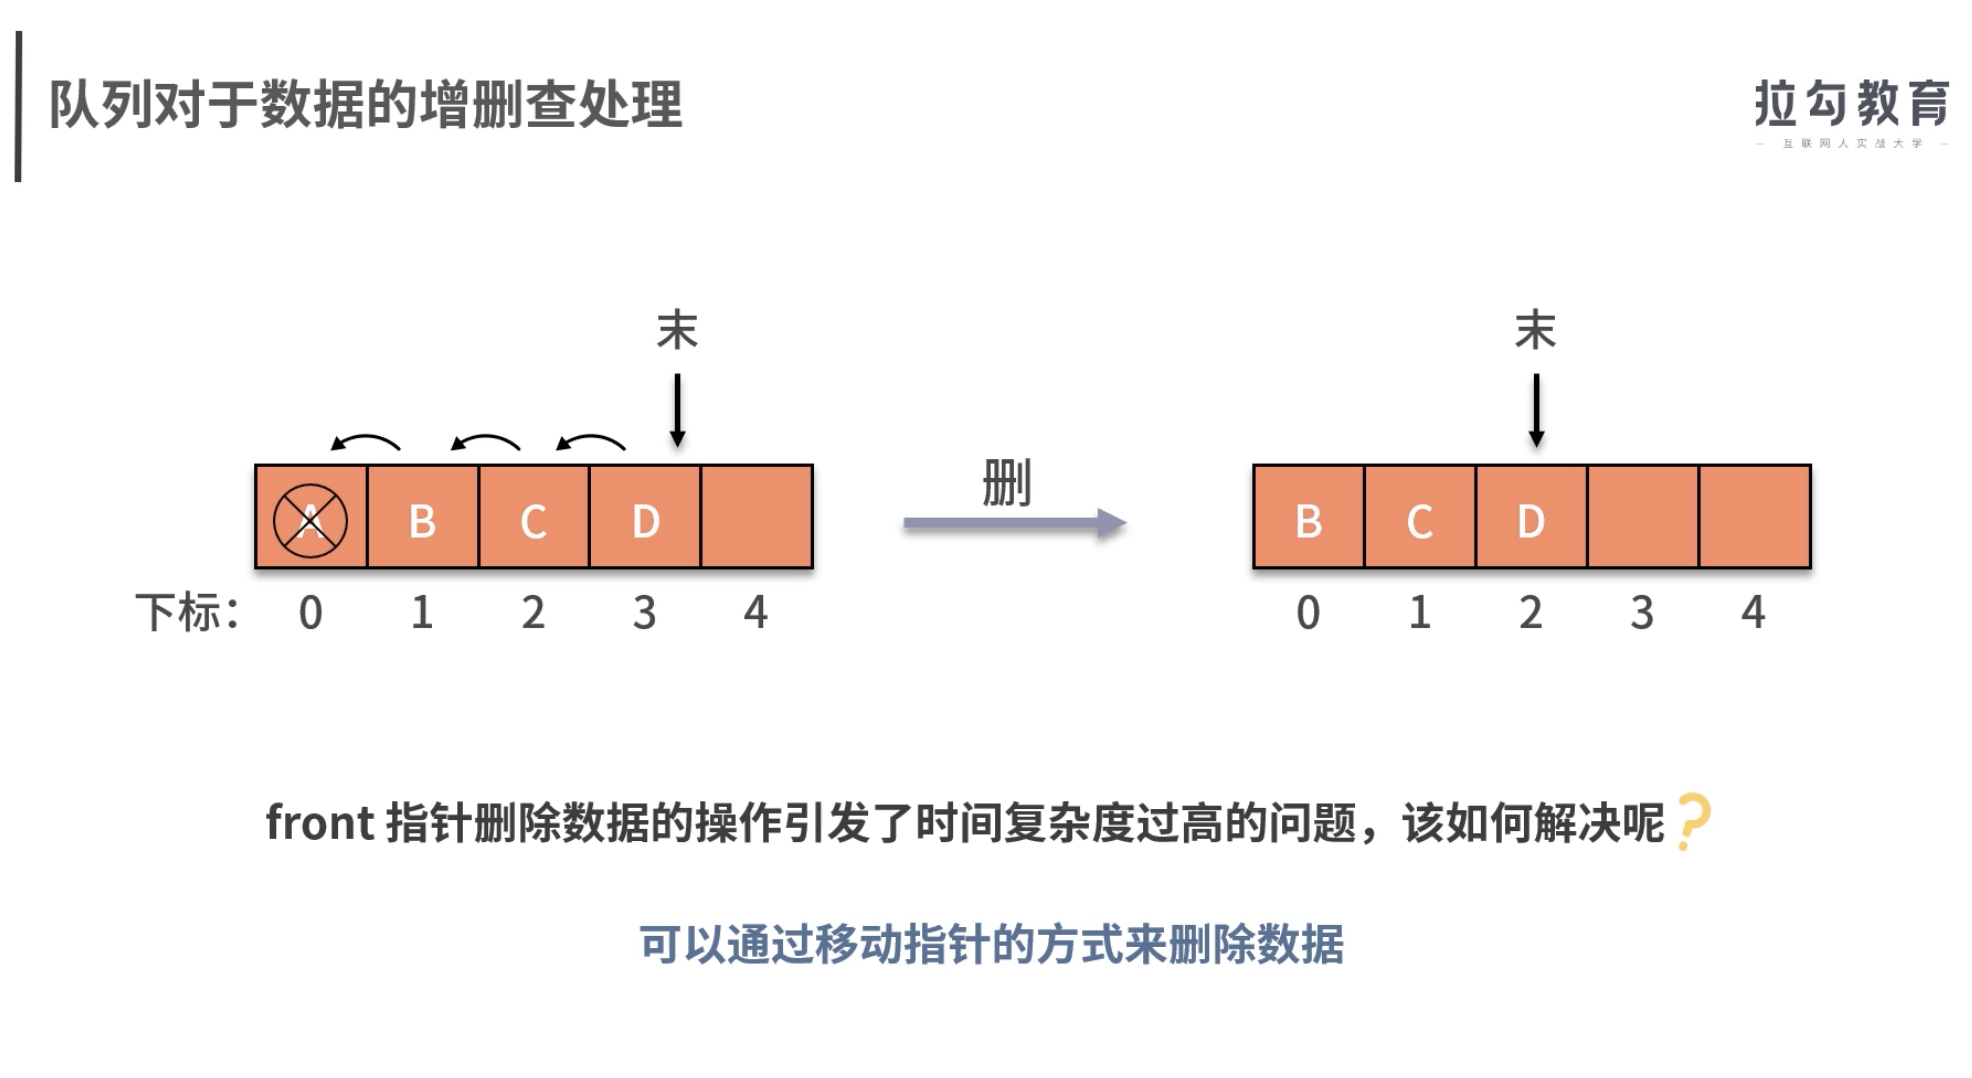 队列对于数据的增删查处理
拉勾教育
— 互联网人实战大学 —
末
末
A B C D
删
B C D
下标： 0 1 2 3 4
0 1 2 3 4
front 指针删除数据的操作引发了时间复杂度过高的问题，该如何解决呢？
可以通过移动指针的方式来删除数据